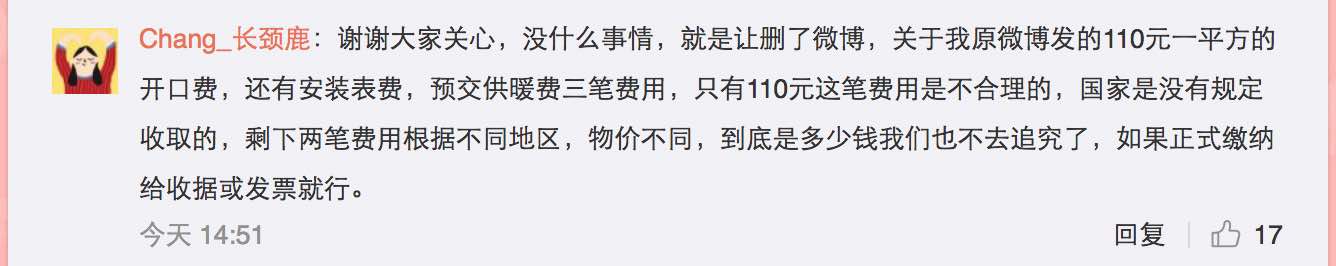 Chang_长颈鹿：谢谢大家关心，没什么事情，就是让删了微博，关于我原微博发的110元一平方的
开口费，还有安装表费，预交供暖费三笔费用，只有110元这笔费用是不合理的，国家是没有规定
收取的，剩下两笔费用根据不同地区，物价不同，到底是多少钱我们也不去追究了，如果正式缴纳
给收据或发票就行。
今天 14:51 回复 17